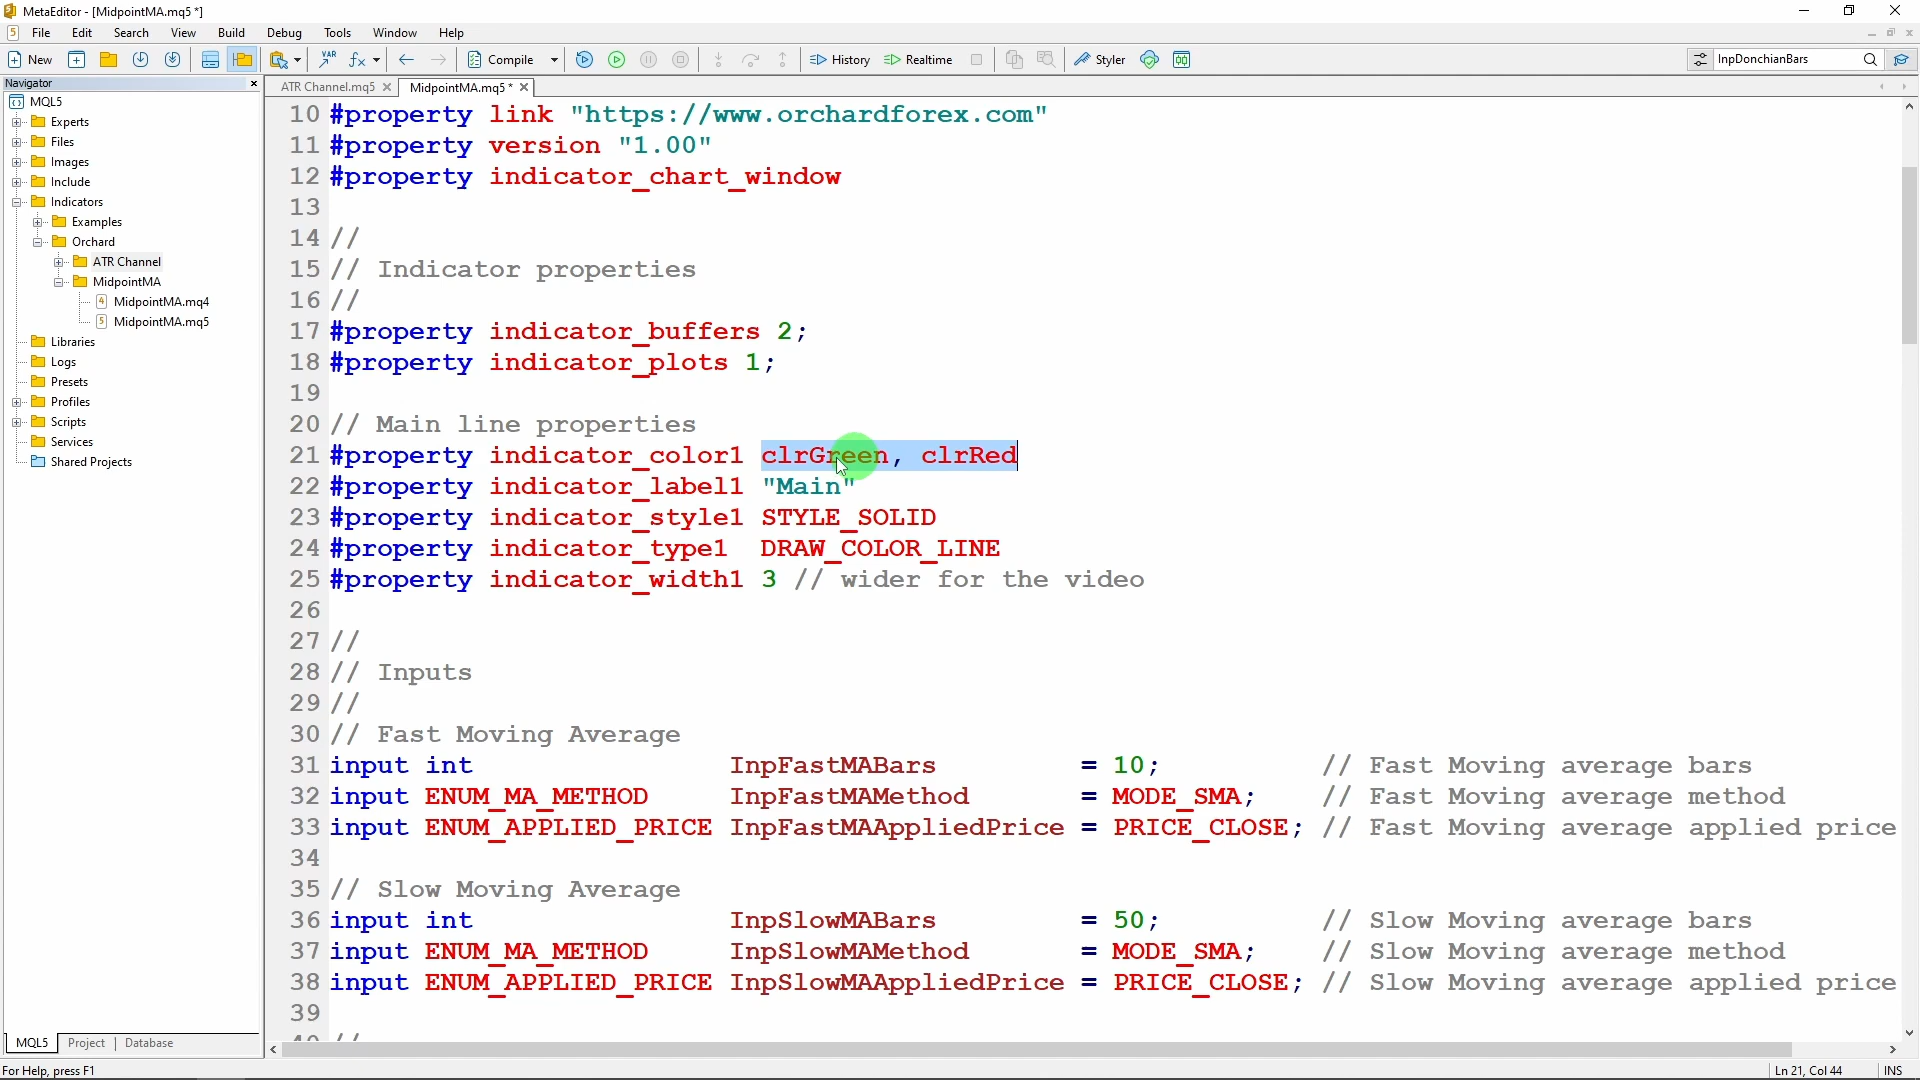 MetaEditor - [MidpointMA.mq5 *]
File Edit Search View Build Debug Tools Window Help
New Compile History Realtime Styler InpDonchianBars
Navigator
ATR Channel.mq5 MidpointMA.mq5 *
MQL5
Experts
Files
Images
Include
Indicators
Examples
Orchard
ATR Channel
MidpointMA
MidpointMA.mq4
MidpointMA.mq5
Libraries
Logs
Presets
Profiles
Scripts
Services
Shared Projects
MQL5 Project Database
10 #property link "https://www.orchardforex.com"
11 #property version "1.00"
12 #property indicator_chart_window
13
14 //
15 // Indicator properties
16 //
17 #property indicator_buffers 2;
18 #property indicator_plots 1;
19
20 // Main line properties
21 #property indicator_color1 clrGreen, clrRed
22 #property indicator_label1 "Main"
23 #property indicator_style1 STYLE_SOLID
24 #property indicator_type1 DRAW_COLOR_LINE
25 #property indicator_width1 3 // wider for the video
26
27 //
28 // Inputs
29 //
30 // Fast Moving Average
31 input int InpFastMABars = 10; // Fast Moving average bars
32 input ENUM_MA_METHOD InpFastMAMethod = MODE_SMA; // Fast Moving average method
33 input ENUM_APPLIED_PRICE InpFastMAAppliedPrice = PRICE_CLOSE; // Fast Moving average applied price
34
35 // Slow Moving Average
36 input int InpSlowMABars = 50; // Slow Moving average bars
37 input ENUM_MA_METHOD InpSlowMAMethod = MODE_SMA; // Slow Moving average method
38 input ENUM_APPLIED_PRICE InpSlowMAAppliedPrice = PRICE_CLOSE; // Slow Moving average applied price
39
40 //
For Help, press F1 Ln 21, Col 44 INS